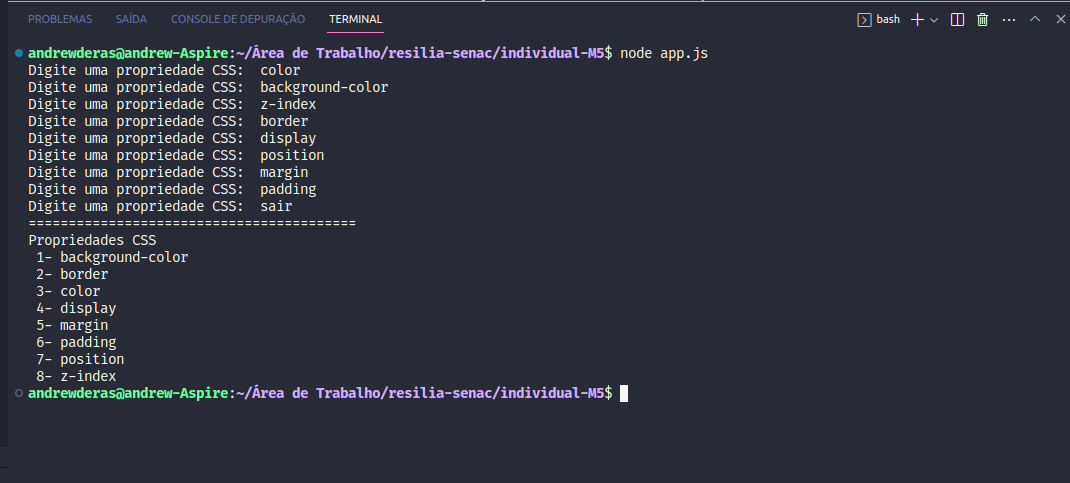 PROBLEMAS SAÍDA CONSOLE DE DEPURAÇÃO TERMINAL bash
andrewderas@andrew-Aspire:~/Área de Trabalho/resilia-senac/individual-M5$ node app.js
Digite uma propriedade CSS:  color
Digite uma propriedade CSS:  background-color
Digite uma propriedade CSS:  z-index
Digite uma propriedade CSS:  border
Digite uma propriedade CSS:  display
Digite uma propriedade CSS:  position
Digite uma propriedade CSS:  margin
Digite uma propriedade CSS:  padding
Digite uma propriedade CSS:  sair
=========================================
Propriedades CSS
 1- background-color
 2- border
 3- color
 4- display
 5- margin
 6- padding
 7- position
 8- z-index
andrewderas@andrew-Aspire:~/Área de Trabalho/resilia-senac/individual-M5$